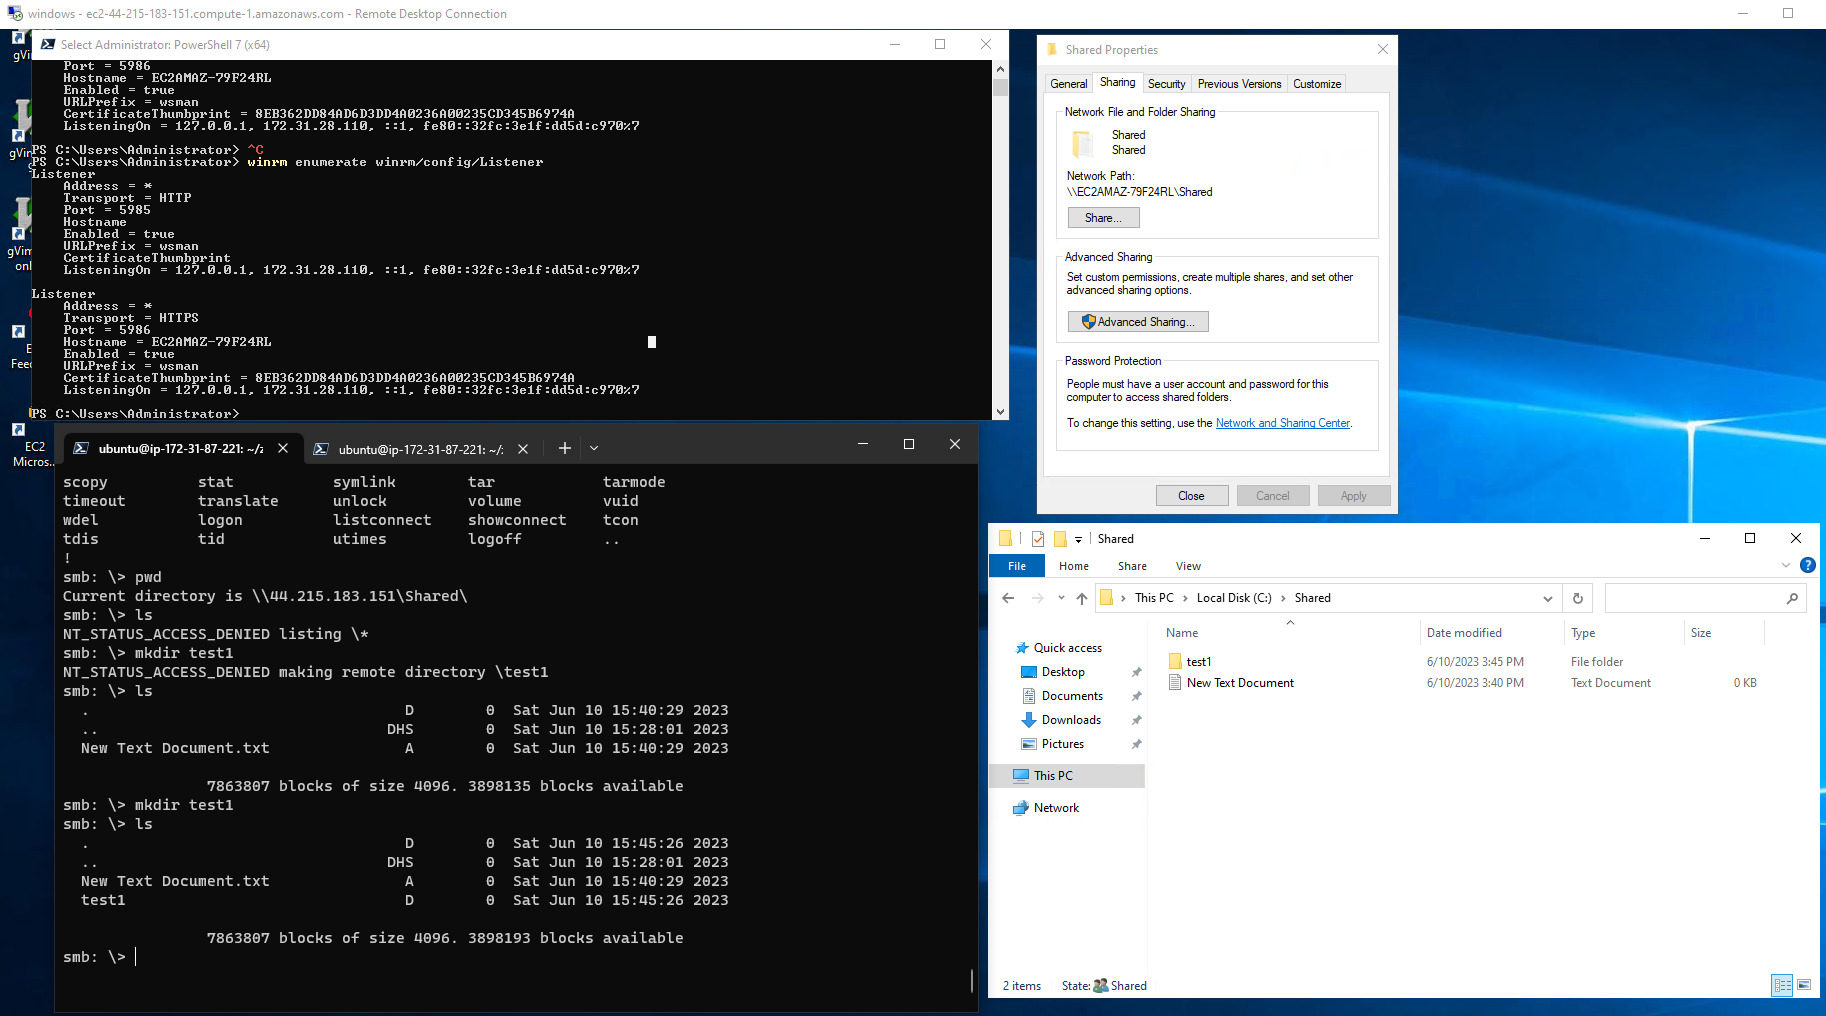 windows - ec2-44-215-183-151.compute-1.amazonaws.com - Remote Desktop Connection
Select Administrator: PowerShell 7 (x64)
Port = 5986
Hostname = EC2AMAZ-79F24RL
Enabled = true
URLPrefix = wsman
CertificateThumbprint = 8EB362DD84AD6D3DD4A0236A00235CD345B6974A
ListeningOn = 127.0.0.1, 172.31.28.110, ::1, fe80::32fc:3e1f:dd5d:c970%7
PS C:\Users\Administrator> ^C
PS C:\Users\Administrator> winrm enumerate winrm/config/Listener
Listener
Address = *
Transport = HTTP
Port = 5985
Hostname
Enabled = true
URLPrefix = wsman
CertificateThumbprint
ListeningOn = 127.0.0.1, 172.31.28.110, ::1, fe80::32fc:3e1f:dd5d:c970%7
Listener
Address = *
Transport = HTTPS
Port = 5986
Hostname = EC2AMAZ-79F24RL
Enabled = true
URLPrefix = wsman
CertificateThumbprint = 8EB362DD84AD6D3DD4A0236A00235CD345B6974A
ListeningOn = 127.0.0.1, 172.31.28.110, ::1, fe80::32fc:3e1f:dd5d:c970%7
PS C:\Users\Administrator>
EC2
Micros...
ubuntu@ip-172-31-87-221: ~/z
ubuntu@ip-172-31-87-221: ~/z
scopy stat symlink tar tarmode
timeout translate unlock volume vuid
wdel logon listconnect showconnect tcon
tdis tid utimes logoff ..
!
smb: \> pwd
Current directory is \\44.215.183.151\Shared\
smb: \> ls
NT_STATUS_ACCESS_DENIED listing \*
smb: \> mkdir test1
NT_STATUS_ACCESS_DENIED making remote directory \test1
smb: \> ls
. D 0 Sat Jun 10 15:40:29 2023
.. DHS 0 Sat Jun 10 15:28:01 2023
New Text Document.txt A 0 Sat Jun 10 15:40:29 2023
7863807 blocks of size 4096. 3898135 blocks available
smb: \> mkdir test1
smb: \> ls
. D 0 Sat Jun 10 15:45:26 2023
.. DHS 0 Sat Jun 10 15:28:01 2023
New Text Document.txt A 0 Sat Jun 10 15:40:29 2023
test1 D 0 Sat Jun 10 15:45:26 2023
7863807 blocks of size 4096. 3898193 blocks available
smb: \>
Shared Properties
General Sharing Security Previous Versions Customize
Network File and Folder Sharing
Shared
Shared
Network Path:
\\EC2AMAZ-79F24RL\Shared
Share...
Advanced Sharing
Set custom permissions, create multiple shares, and set other
advanced sharing options.
Advanced Sharing...
Password Protection
People must have a user account and password for this
computer to access shared folders.
To change this setting, use the Network and Sharing Center.
Close Cancel Apply
Shared
File Home Share View
This PC > Local Disk (C:) > Shared
Name Date modified Type Size
test1 6/10/2023 3:45 PM File folder
New Text Document 6/10/2023 3:40 PM Text Document 0 KB
Quick access
Desktop
Documents
Downloads
Pictures
This PC
Network
2 items State: Shared